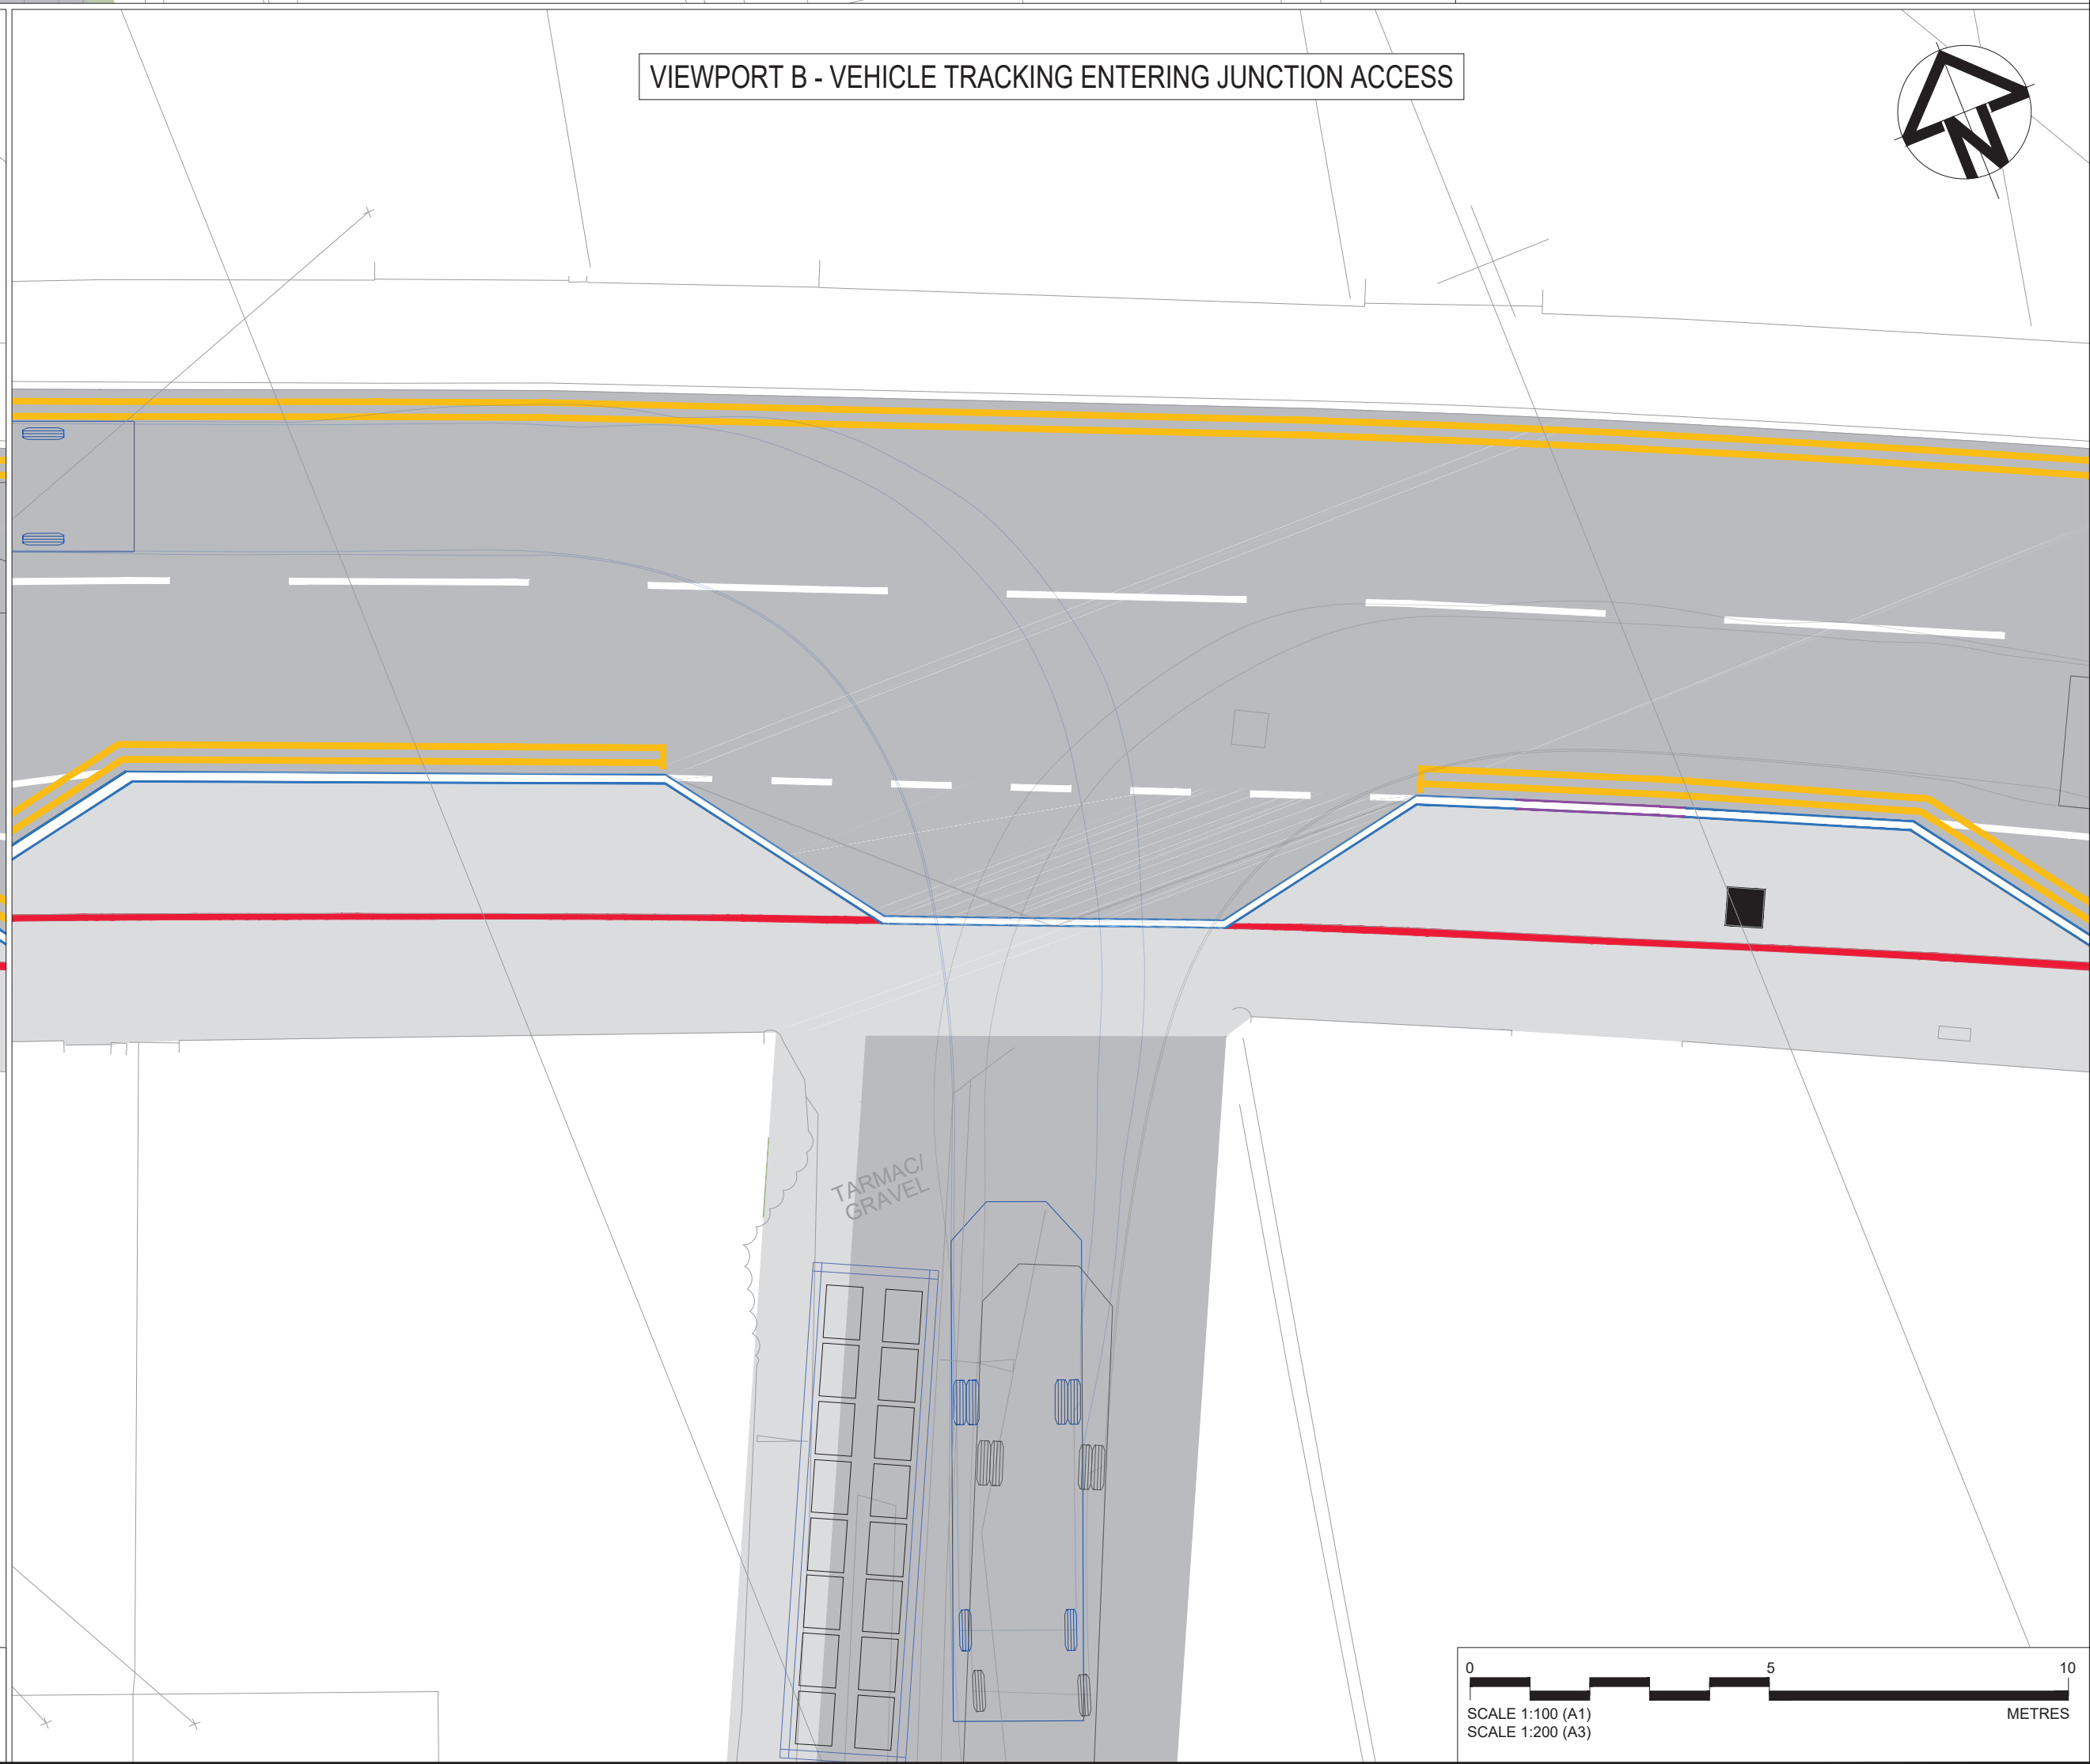 VIEWPORT B - VEHICLE TRACKING ENTERING JUNCTION ACCESS
N
TARMAC/
GRAVEL
0 5 10
SCALE 1:100 (A1) METRES
SCALE 1:200 (A3)